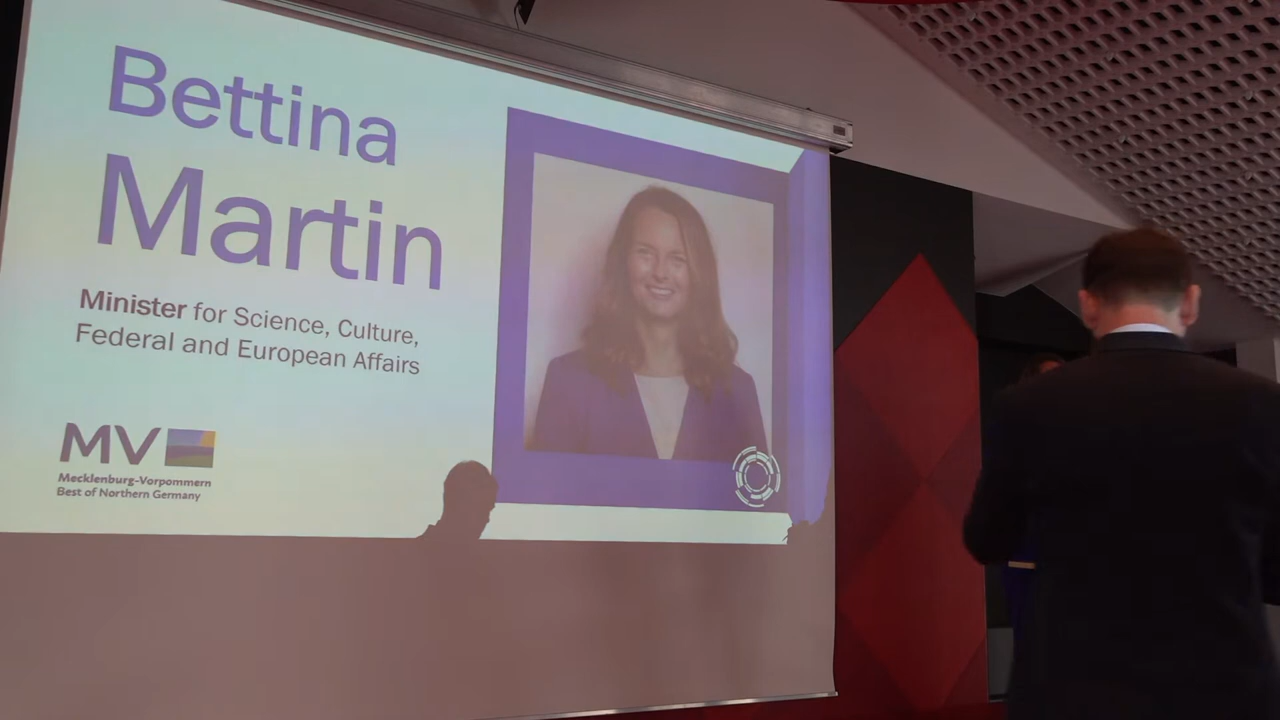 Bettina
Martin
Minister for Science, Culture,
Federal and European Affairs
MV
Mecklenburg-Vorpommern
Best of Northern Germany